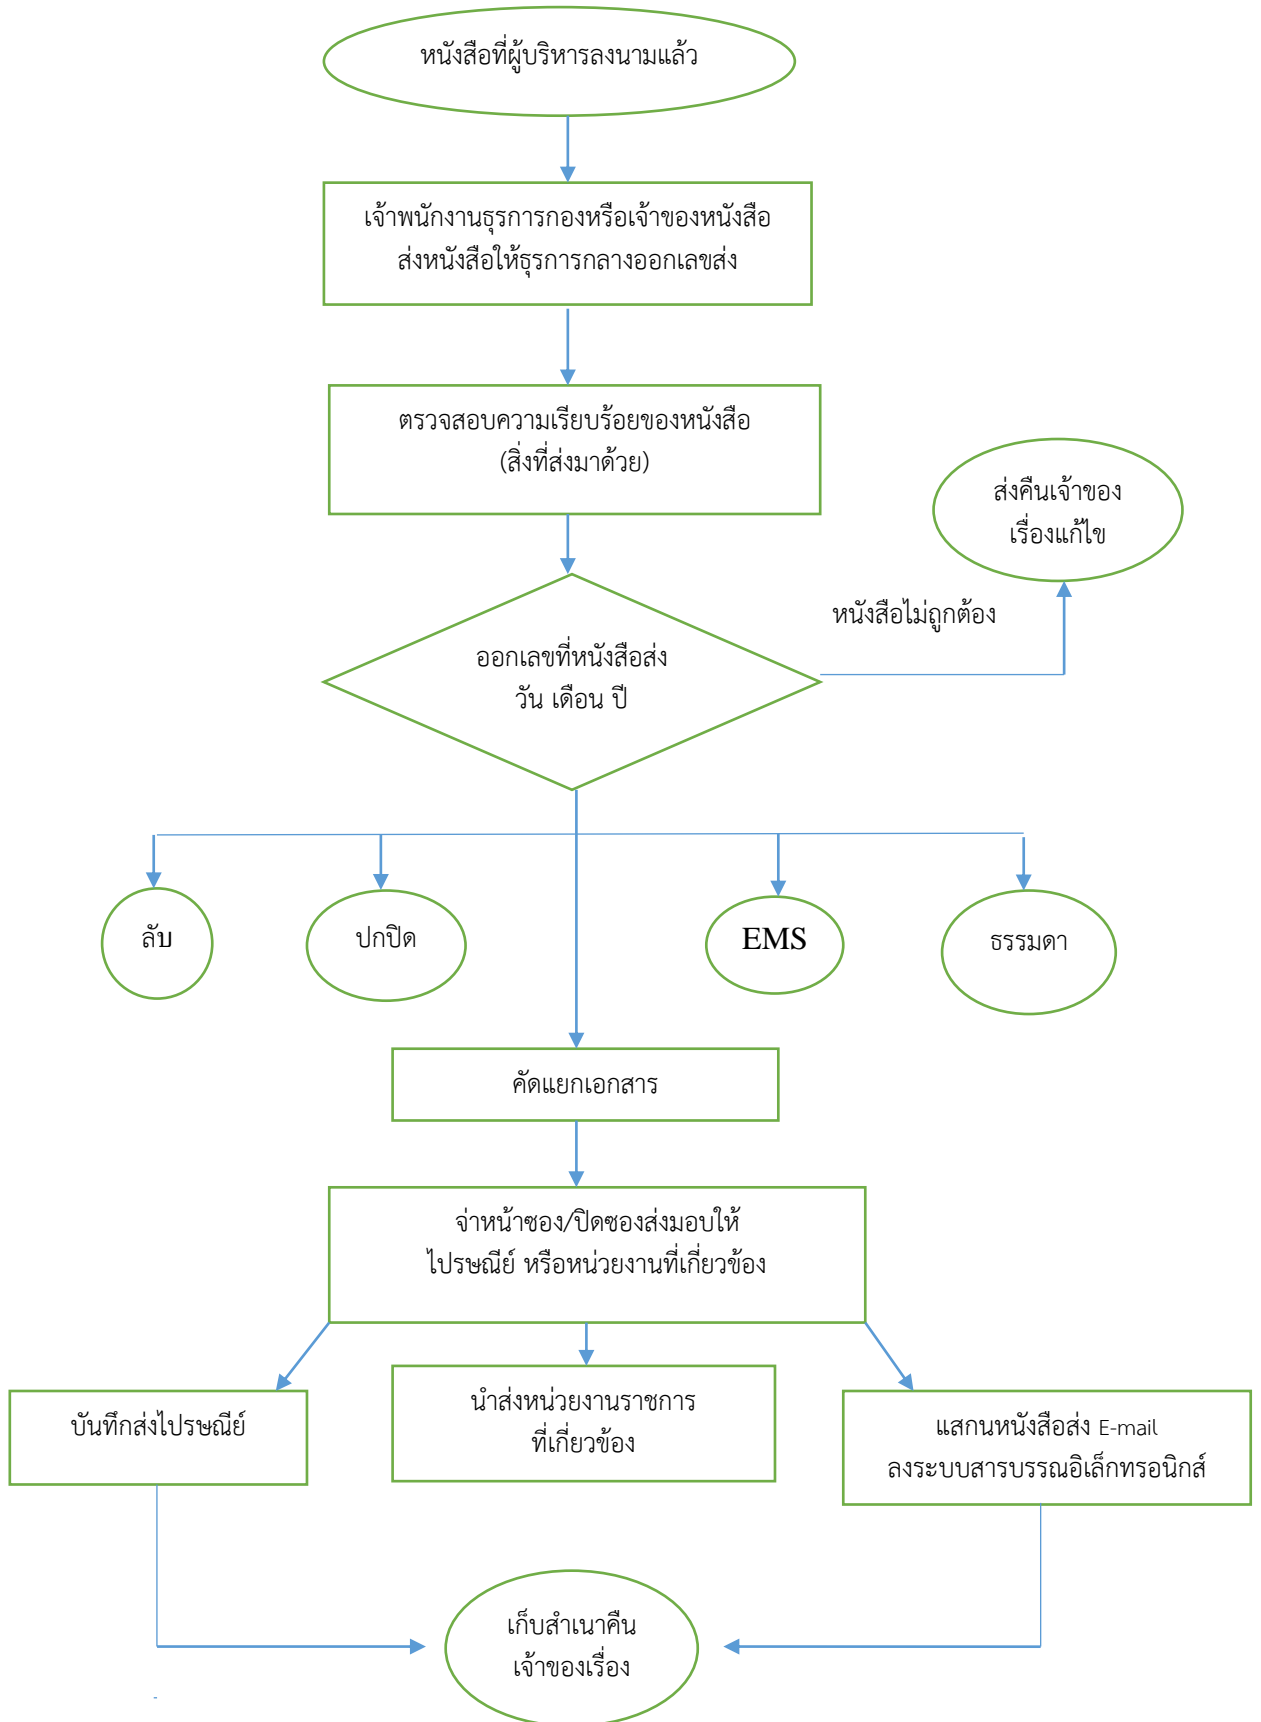 หนังสือที่ผู้บริหารลงนามแล้ว
เจ้าพนักงานธุรการกองหรือเจ้าของหนังสือ
ส่งหนังสือให้ธุรการกลางออกเลขส่ง
ตรวจสอบความเรียบร้อยของหนังสือ
(สิ่งที่ส่งมาด้วย)
ส่งคืนเจ้าของ
เรื่องแก้ไข
หนังสือไม่ถูกต้อง
ออกเลขที่หนังสือส่ง
วัน เดือน ปี
ลับ
ปกปิด
EMS
ธรรมดา
คัดแยกเอกสาร
จ่าหน้าซอง/ปิดซองส่งมอบให้
ไปรษณีย์ หรือหน่วยงานที่เกี่ยวข้อง
บันทึกส่งไปรษณีย์
นำส่งหน่วยงานราชการ
ที่เกี่ยวข้อง
แสกนหนังสือส่ง E-mail
ลงระบบสารบรรณอิเล็กทรอนิกส์
เก็บสำเนาคืน
เจ้าของเรื่อง